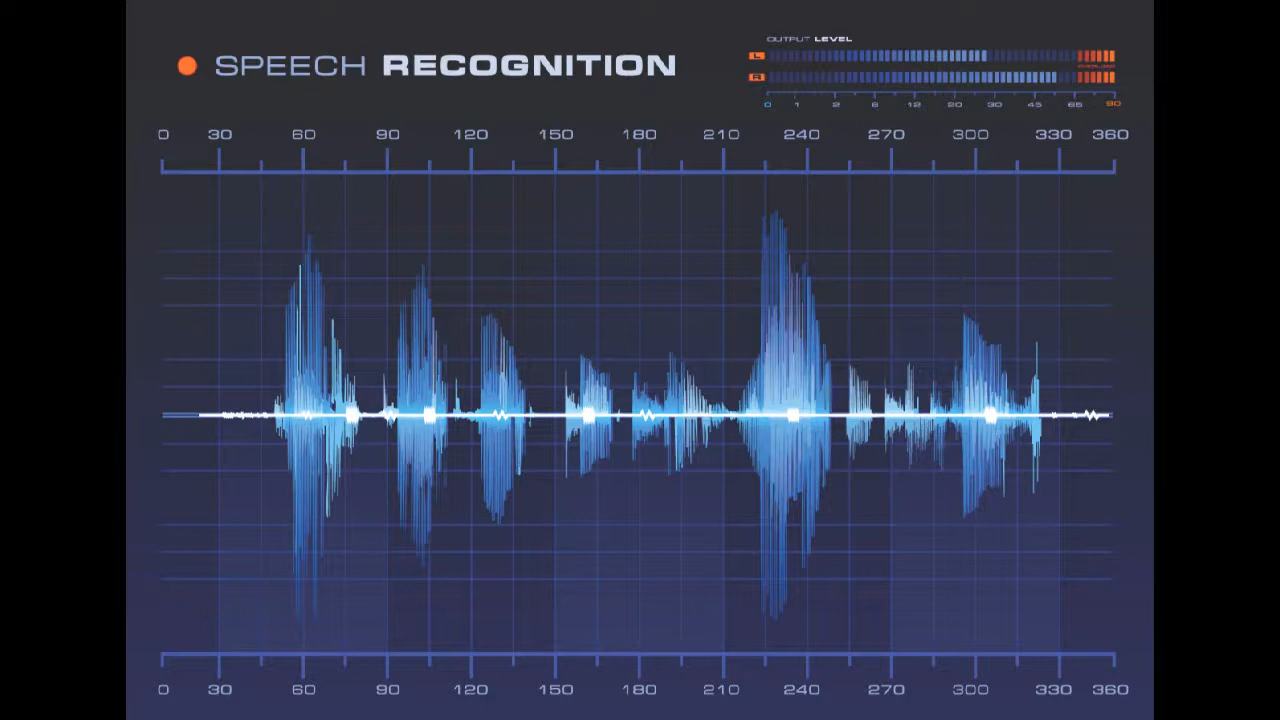 OUTPUT LEVEL
SPEECH RECOGNITION
L
R
0 1 2 6 12 20 30 45 65 90
0 30 60 90 120 150 180 210 240 270 300 330 360
0 30 60 90 120 150 180 210 240 270 300 330 360